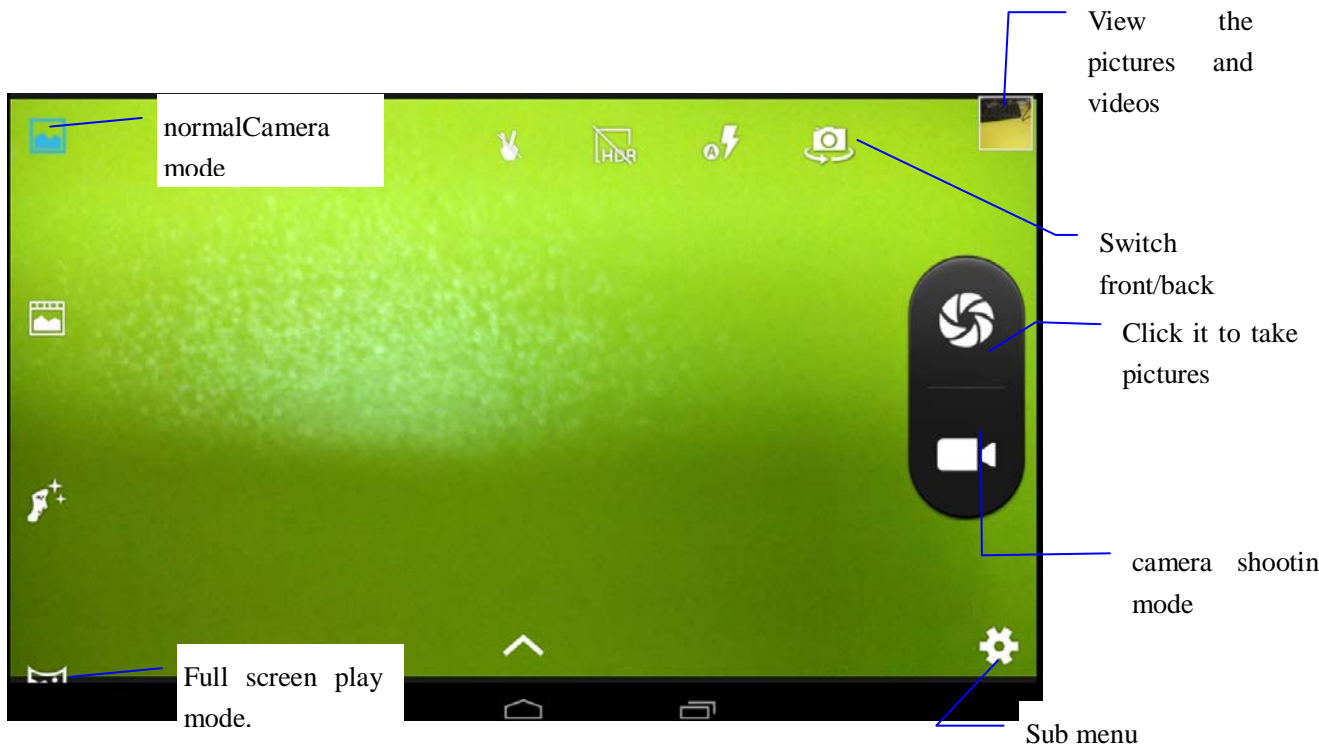 View the
pictures and
videos
normalCamera
mode
HDR
A
Switch
front/back
Click it to take
pictures
camera shootin
mode
Full screen play
mode.
Sub menu